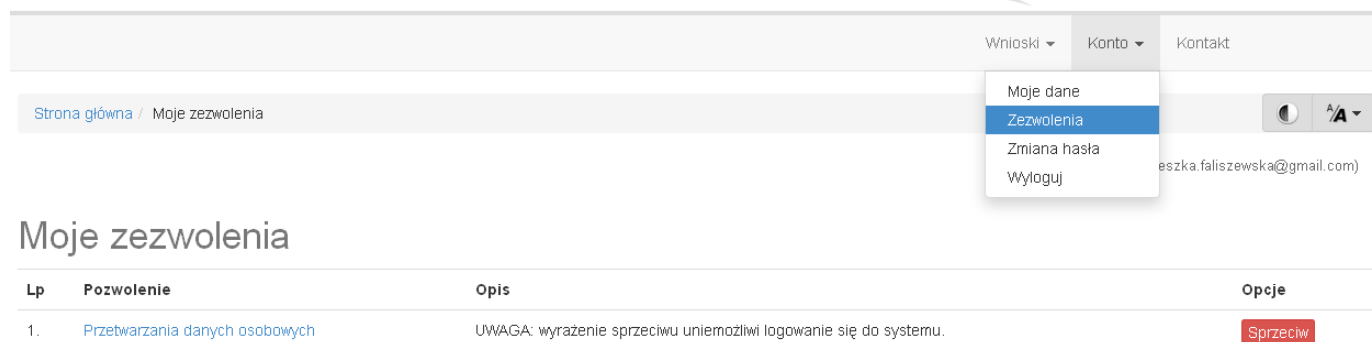 Wnioski Konto Kontakt
Moje dane
Strona główna / Moje zezwolenia
Zezwolenia
A/A
Zmiana hasła
eszka.faliszewska@gmail.com)
Wyloguj
Moje zezwolenia
Lp Pozwolenie Opis Opcje
1. Przetwarzania danych osobowych UWAGA: wyrażenie sprzeciwu uniemożliwi logowanie się do systemu. Sprzeciw